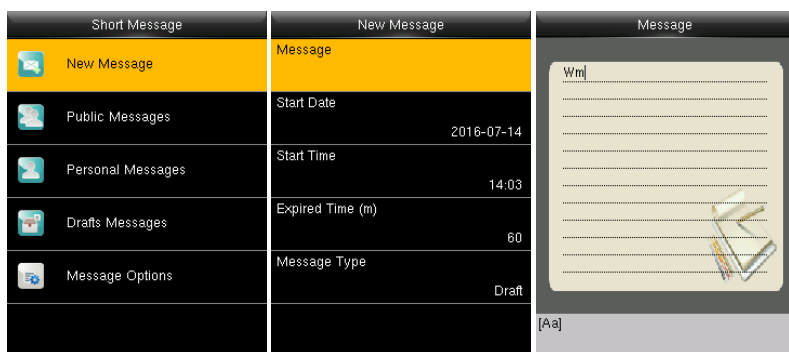 Short Message
New Message
Public Messages
Personal Messages
Drafts Messages
Message Options
New Message
Message
Start Date
2016-07-14
Start Time
14:03
Expired Time (m)
60
Message Type
Draft
Message
Wm
[Aa]